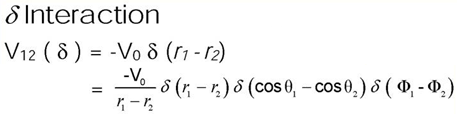 δ Interaction
V₁₂ ( δ ) = -V₀ δ (r₁ - r₂)
= -V₀ / r₁ - r₂ δ (r₁ - r₂) δ (cos θ₁ - cos θ₂) δ ( Φ₁ - Φ₂)